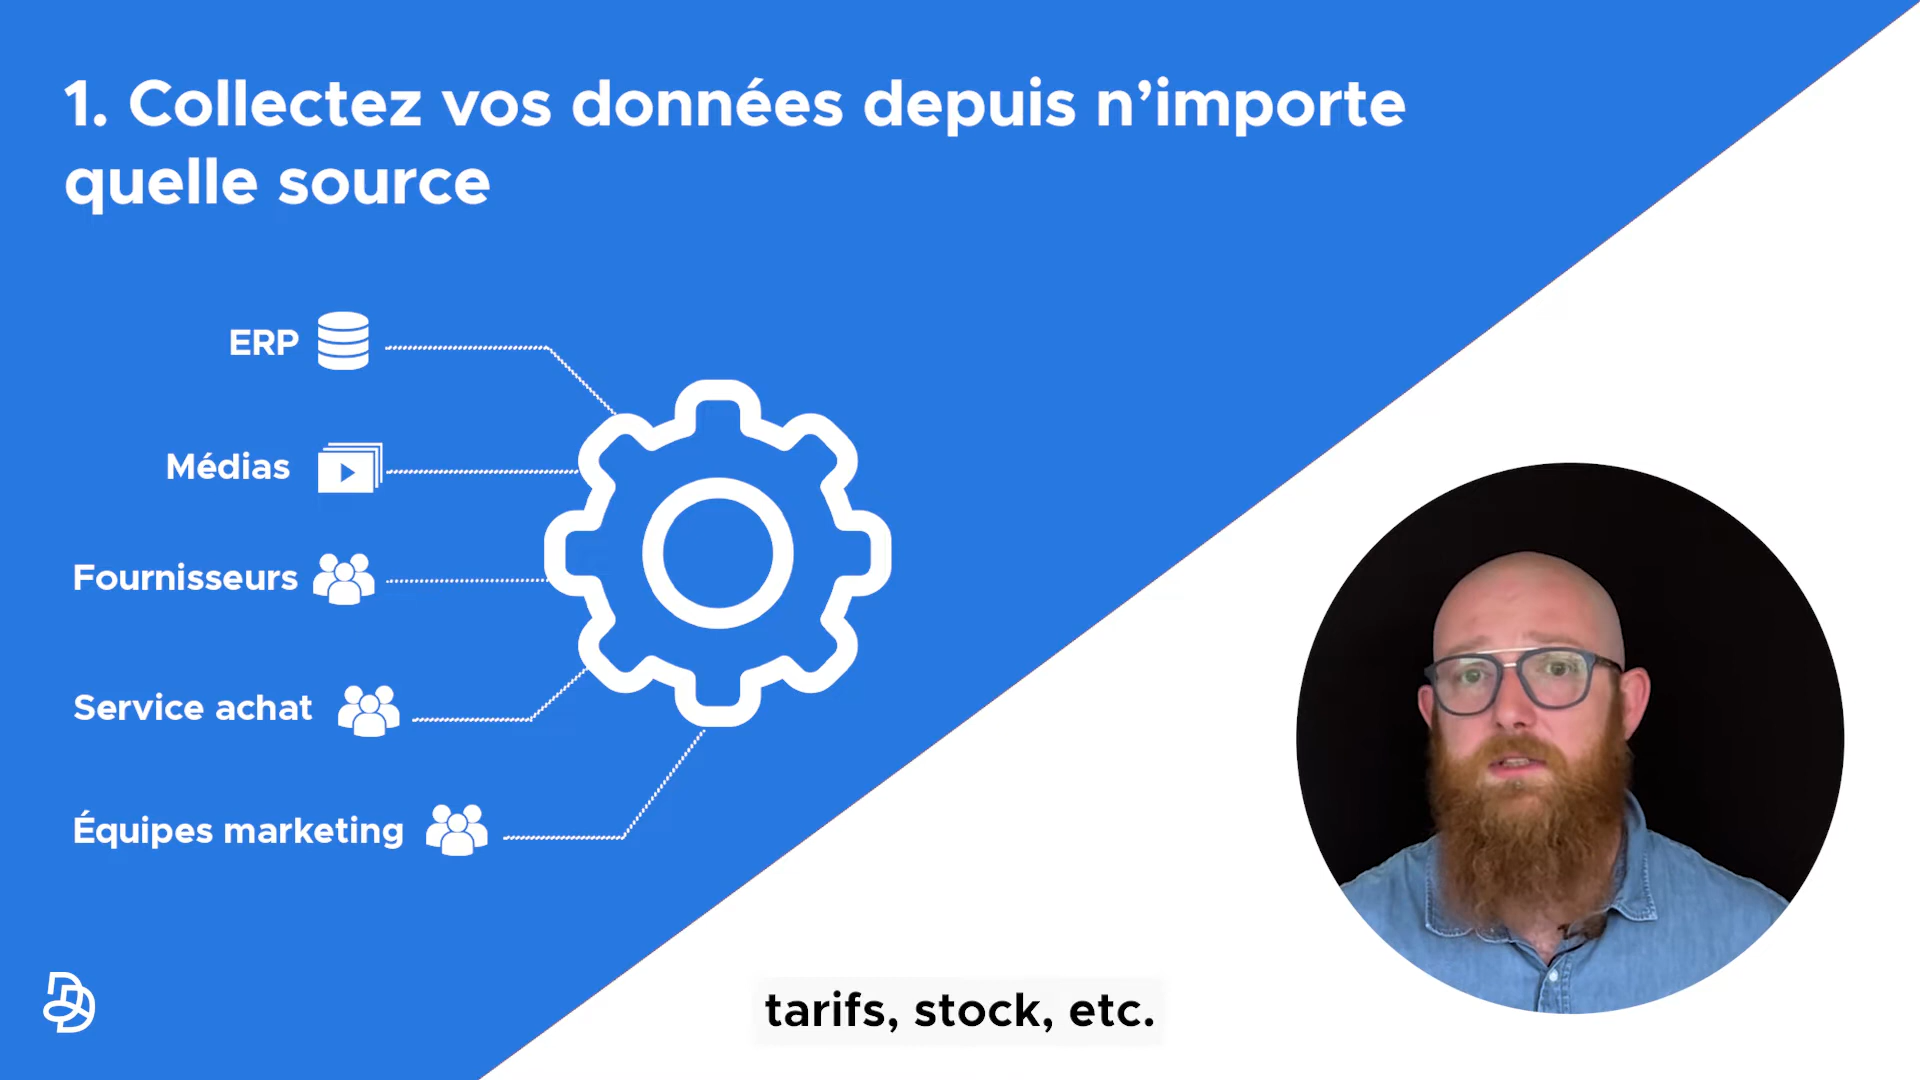 1. Collectez vos données depuis n’importe
quelle source
ERP
Médias
Fournisseurs
Service achat
Équipes marketing
tarifs, stock, etc.